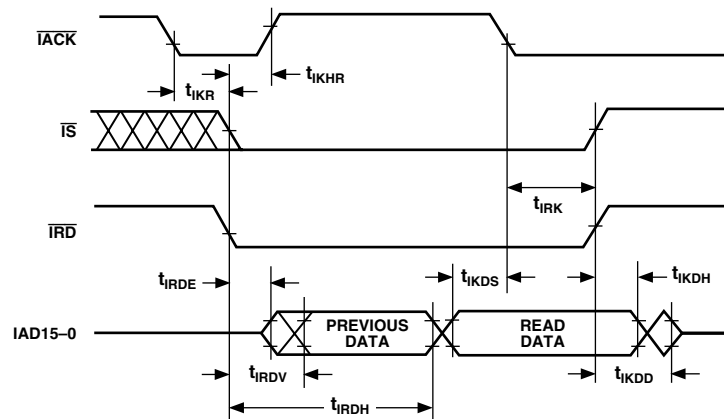 IACK
tIKR
tIKHR
IS
tIRK
IRD
tIRDE
tIKDS
tIKDH
IAD15–0
PREVIOUS
DATA
READ
DATA
tIRDV
tIKDD
tIRDH